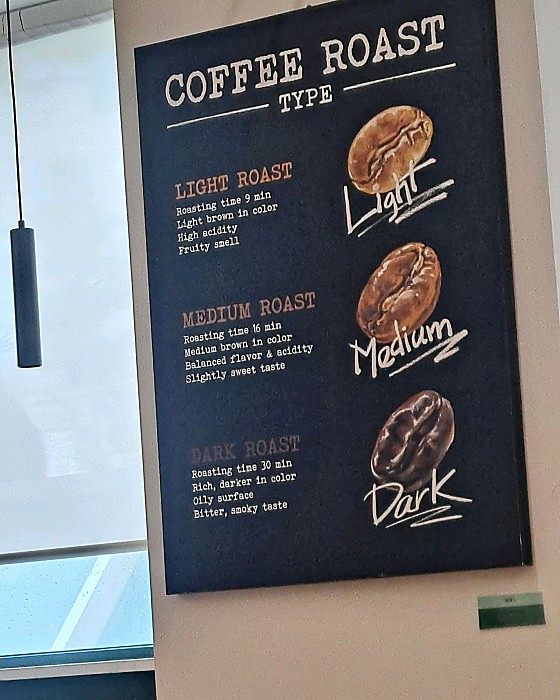 COFFEE ROAST
TYPE
LIGHT ROAST
Roasting time 9 min
Light brown in color
High acidity
Fruity smell
Light
MEDIUM ROAST
Roasting time 16 min
Medium brown in color
Balanced flavor & acidity
Slightly sweet taste
Medium
DARK ROAST
Roasting time 30 min
Rich, darker in color
Oily surface
Bitter, smoky taste
Dark